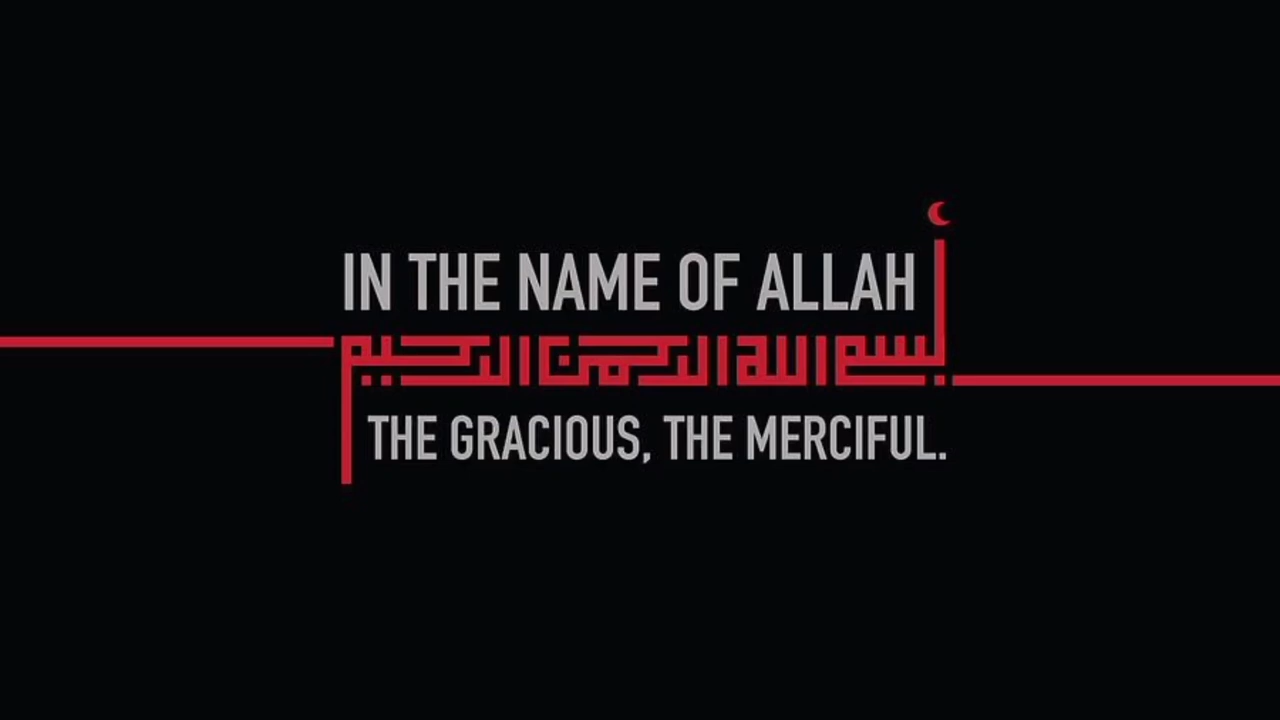 IN THE NAME OF ALLAH
بسم الله الرحمن الرحيم
THE GRACIOUS, THE MERCIFUL.